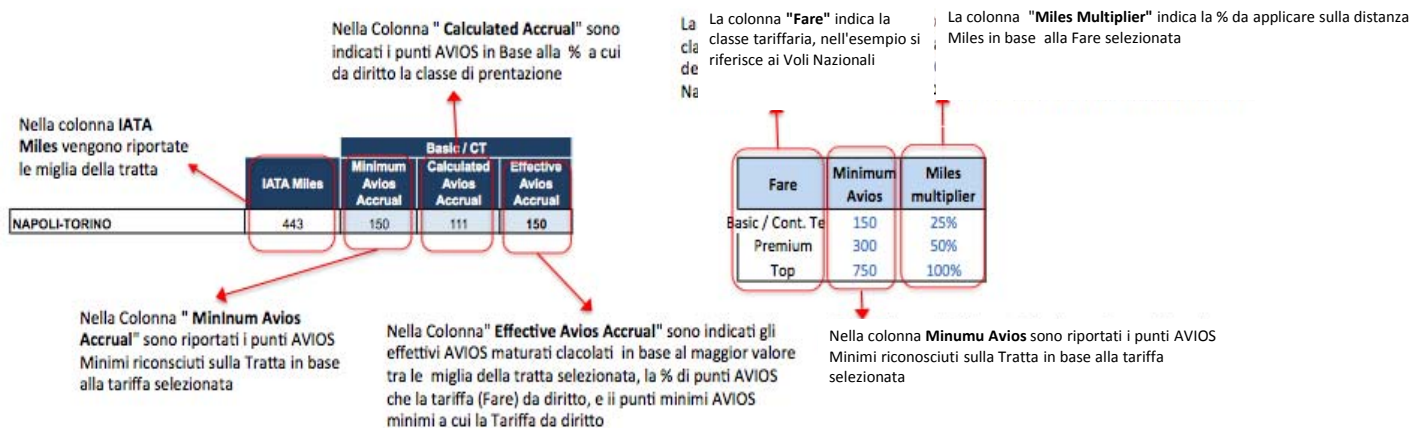 Nella Colonna " Calculated Accrual" sono
indicati i punti AVIOS in Base alla % a cui
da diritto la classe di prentazione
Nella colonna IATA
Miles vengono riportate
le miglia della tratta
Basic / CT
IATA Miles
Minimum
Avios
Accrual
Calculated
Avios
Accrual
Effective
Avios
Accrual
NAPOLI-TORINO 443 150 111 150
Nella Colonna " MinInum Avios
Accrual" sono riportati i punti AVIOS
Minimi riconsciuti sulla Tratta in base
alla tariffa selezionata
Nella Colonna" Effective Avios Accrual" sono indicati gli
effettivi AVIOS maturati clacolati in base al maggior valore
tra le miglia della tratta selezionata, la % di punti AVIOS
che la tariffa (Fare) da diritto, e ii punti minimi AVIOS
minimi a cui la Tariffa da diritto
La
cla
de
Na
La colonna "Fare" indica la
classe tariffaria, nell'esempio si
riferisce ai Voli Nazionali
La colonna "Miles Multiplier" indica la % da applicare sulla distanza
Miles in base alla Fare selezionata
Fare
Minimum
Avios
Miles
multiplier
Basic / Cont. Te 150 25%
Premium 300 50%
Top 750 100%
Nella colonna Minumu Avios sono riportati i punti AVIOS
Minimi riconosciuti sulla Tratta in base alla tariffa
selezionata